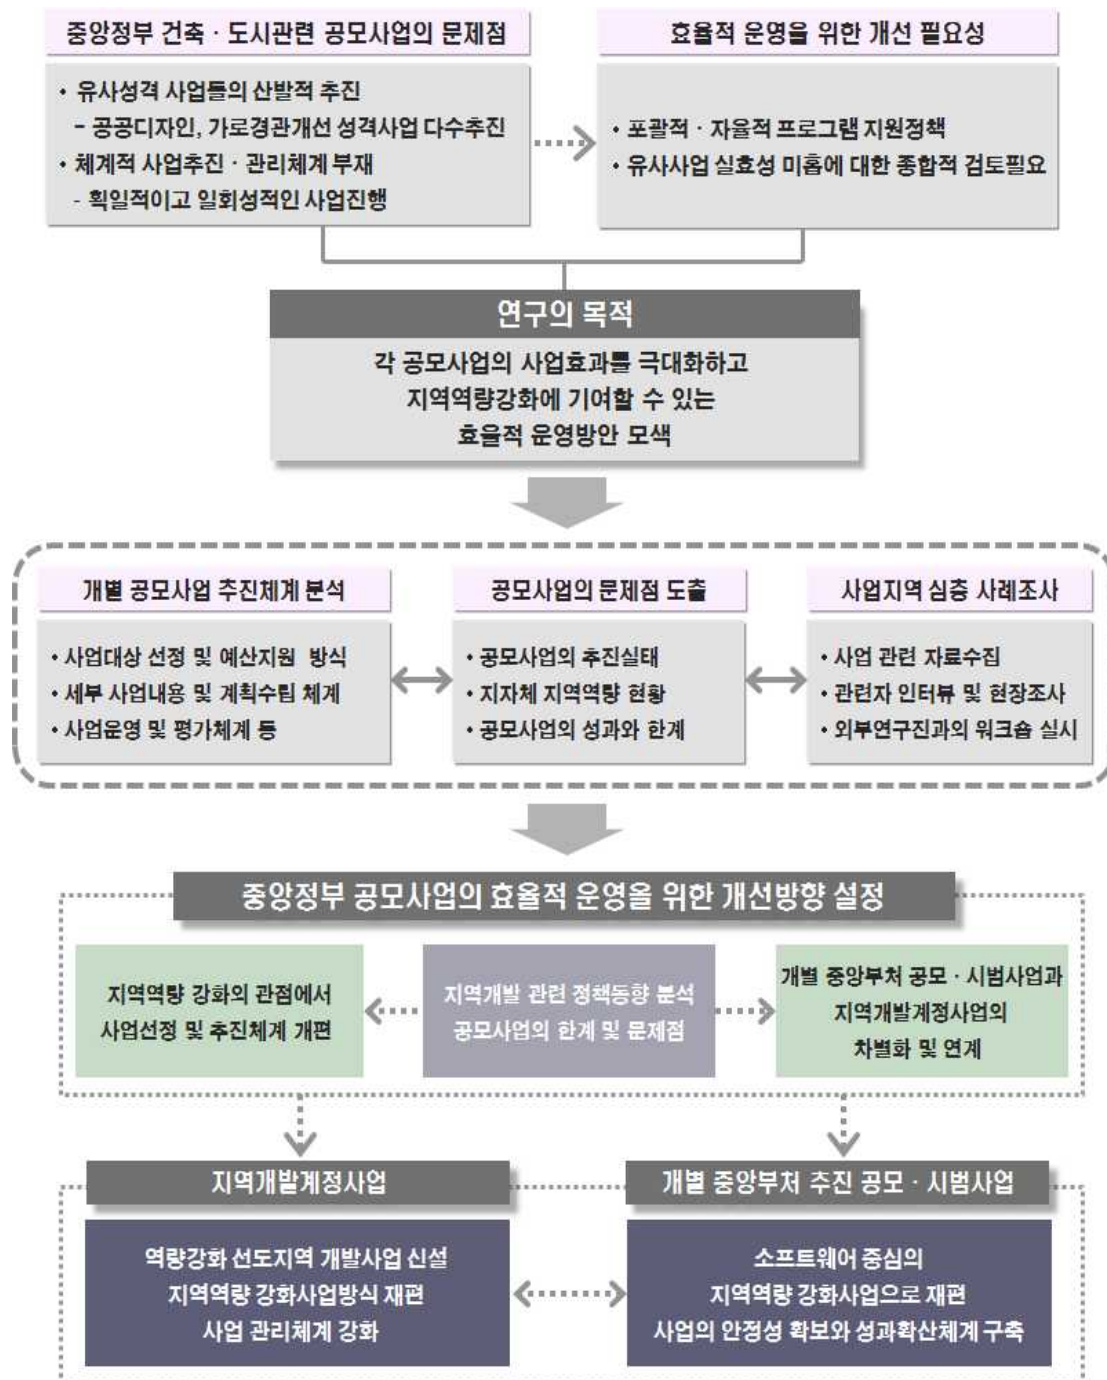 중앙정부 건축 · 도시관련 공모사업의 문제점
• 유사성격 사업들의 산발적 추진
- 공공디자인, 가로경관개선 성격사업 다수추진
• 체계적 사업추진 · 관리체계 부재
- 획일적이고 일회성적인 사업진행
효율적 운영을 위한 개선 필요성
• 포괄적 · 자율적 프로그램 지원정책
• 유사사업 실효성 미흡에 대한 종합적 검토필요
연구의 목적
각 공모사업의 사업효과를 극대화하고
지역역량강화에 기여할 수 있는
효율적 운영방안 모색
개별 공모사업 추진체계 분석
• 사업대상 선정 및 예산지원 방식
• 세부 사업내용 및 계획수립 체계
• 사업운영 및 평가체계 등
공모사업의 문제점 도출
• 공모사업의 추진실태
• 지자체 지역역량 현황
• 공모사업의 성과와 한계
사업지역 심층 사례조사
• 사업 관련 자료수집
• 관련자 인터뷰 및 현장조사
• 외부연구진과의 워크숍 실시
중앙정부 공모사업의 효율적 운영을 위한 개선방향 설정
지역역량 강화의 관점에서
사업선정 및 추진체계 개편
지역개발 관련 정책동향 분석
공모사업의 한계 및 문제점
개별 중앙부처 공모 · 시범사업과
지역개발계정사업의
차별화 및 연계
지역개발계정사업
역량강화 선도지역 개발사업 신설
지역역량 강화사업방식 재편
사업 관리체계 강화
개별 중앙부처 추진 공모 · 시범사업
소프트웨어 중심의
지역역량 강화사업으로 재편
사업의 안정성 확보와 성과확산체계 구축